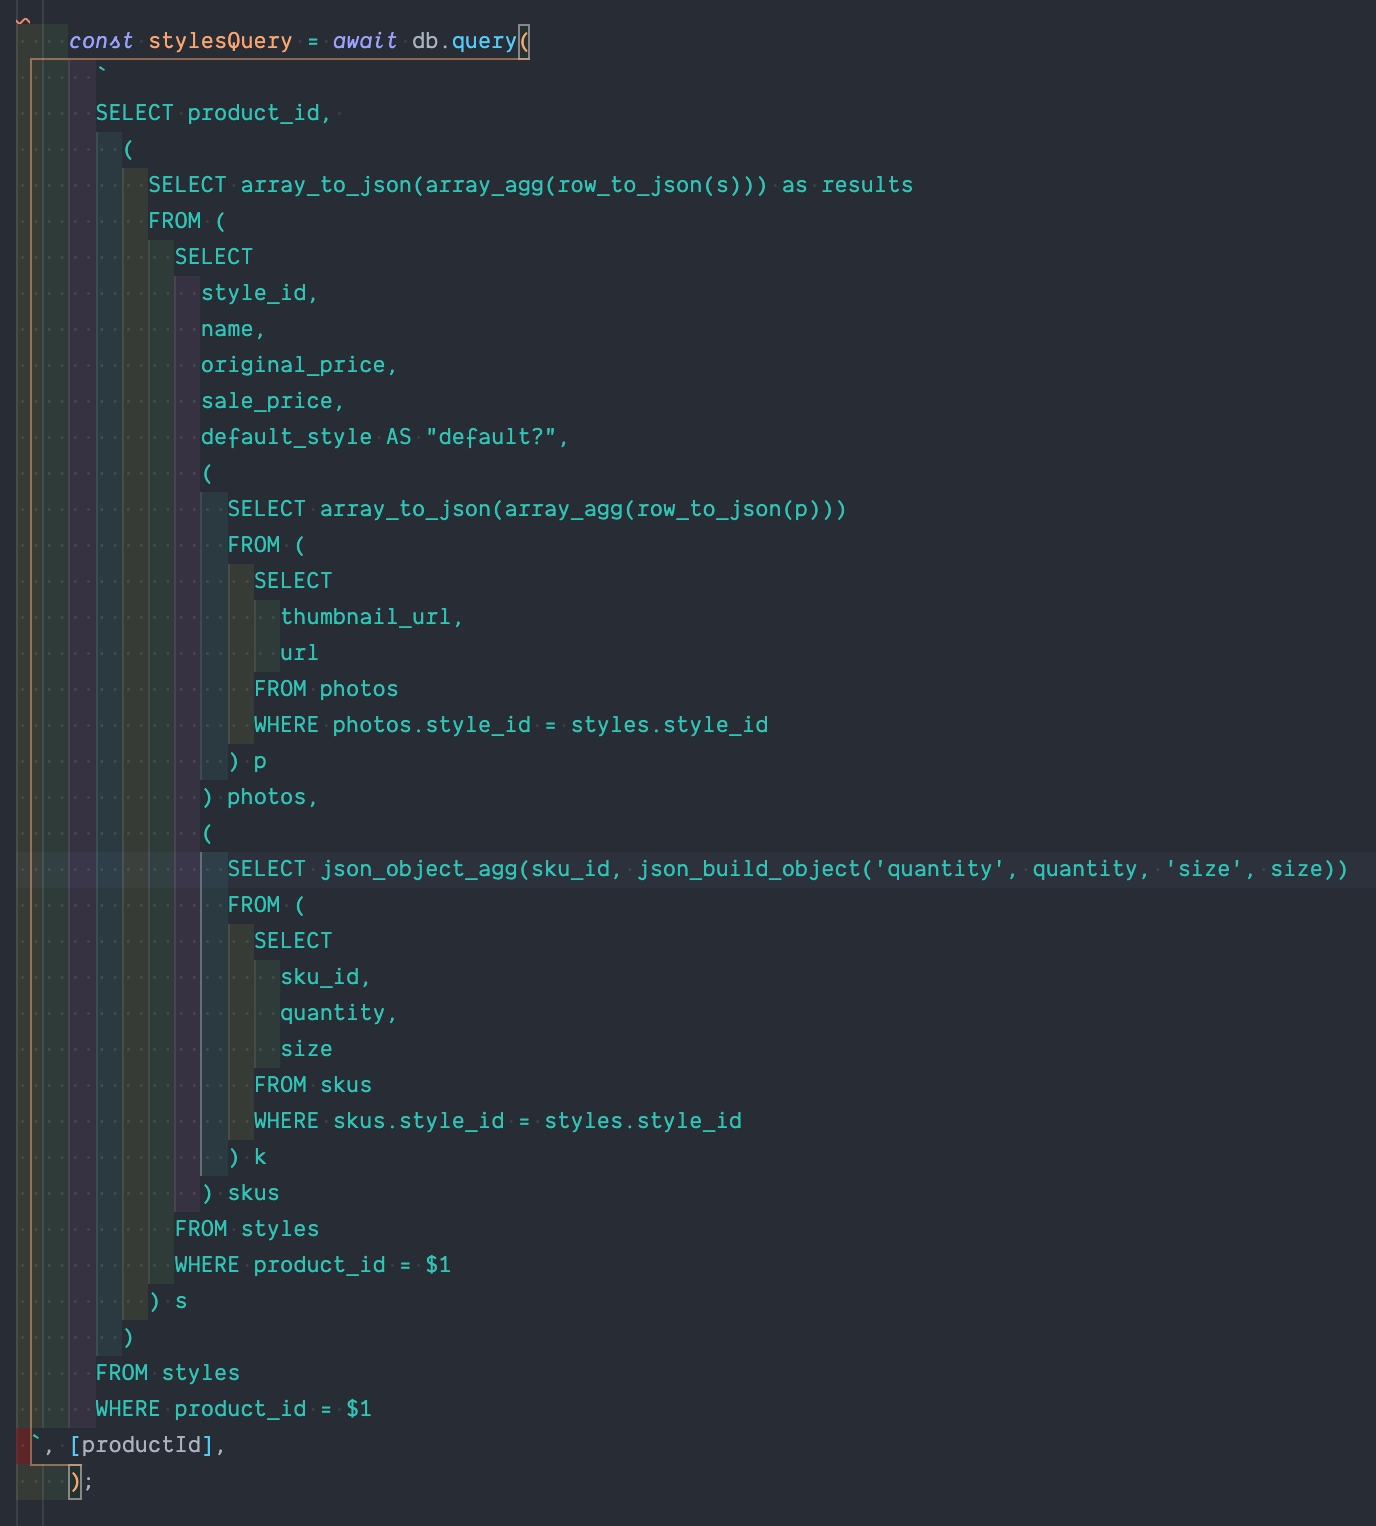 const stylesQuery = await db.query(
`
SELECT product_id,
(
SELECT array_to_json(array_agg(row_to_json(s))) as results
FROM (
SELECT
style_id,
name,
original_price,
sale_price,
default_style AS "default?",
(
SELECT array_to_json(array_agg(row_to_json(p)))
FROM (
SELECT
thumbnail_url,
url
FROM photos
WHERE photos.style_id = styles.style_id
) p
) photos,
(
SELECT json_object_agg(sku_id, json_build_object('quantity', quantity, 'size', size))
FROM (
SELECT
sku_id,
quantity,
size
FROM skus
WHERE skus.style_id = styles.style_id
) k
) skus
FROM styles
WHERE product_id = $1
) s
)
FROM styles
WHERE product_id = $1
`, [productId],
);